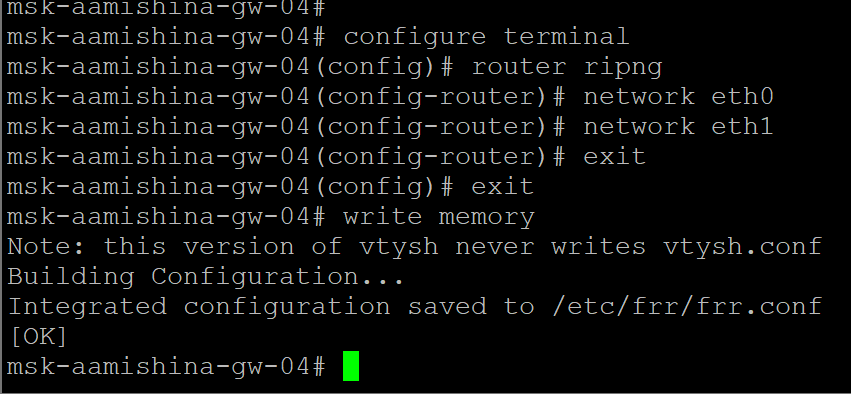 msk-aamishina-gw-04#
msk-aamishina-gw-04# configure terminal
msk-aamishina-gw-04(config)# router ripng
msk-aamishina-gw-04(config-router)# network eth0
msk-aamishina-gw-04(config-router)# network eth1
msk-aamishina-gw-04(config-router)# exit
msk-aamishina-gw-04(config)# exit
msk-aamishina-gw-04# write memory
Note: this version of vtysh never writes vtysh.conf
Building Configuration...
Integrated configuration saved to /etc/frr/frr.conf
[OK]
msk-aamishina-gw-04#